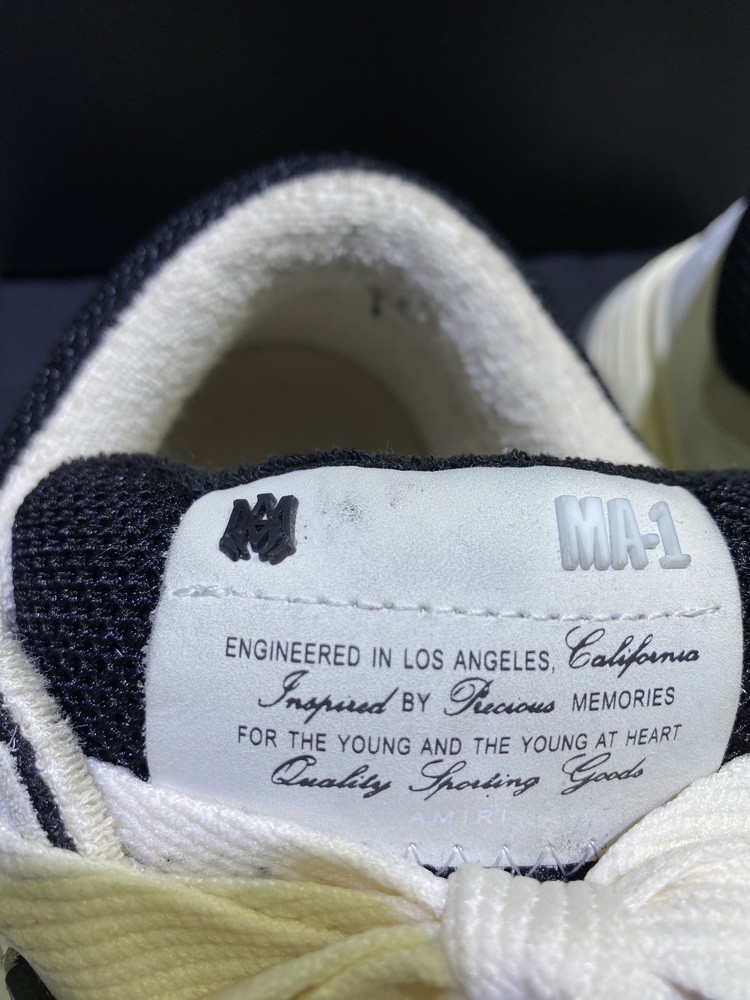 MA-1
ENGINEERED IN LOS ANGELES, California
Inspired BY Precious MEMORIES
FOR THE YOUNG AND THE YOUNG AT HEART
Quality Sporting Goods
AMIRI